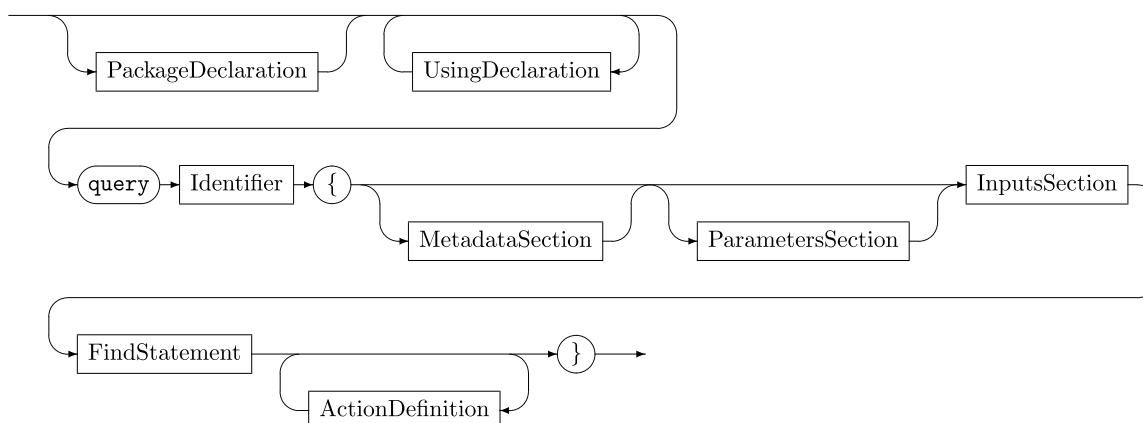 PackageDeclaration UsingDeclaration
query Identifier { InputsSection
MetadataSection ParametersSection
FindStatement }
ActionDefinition